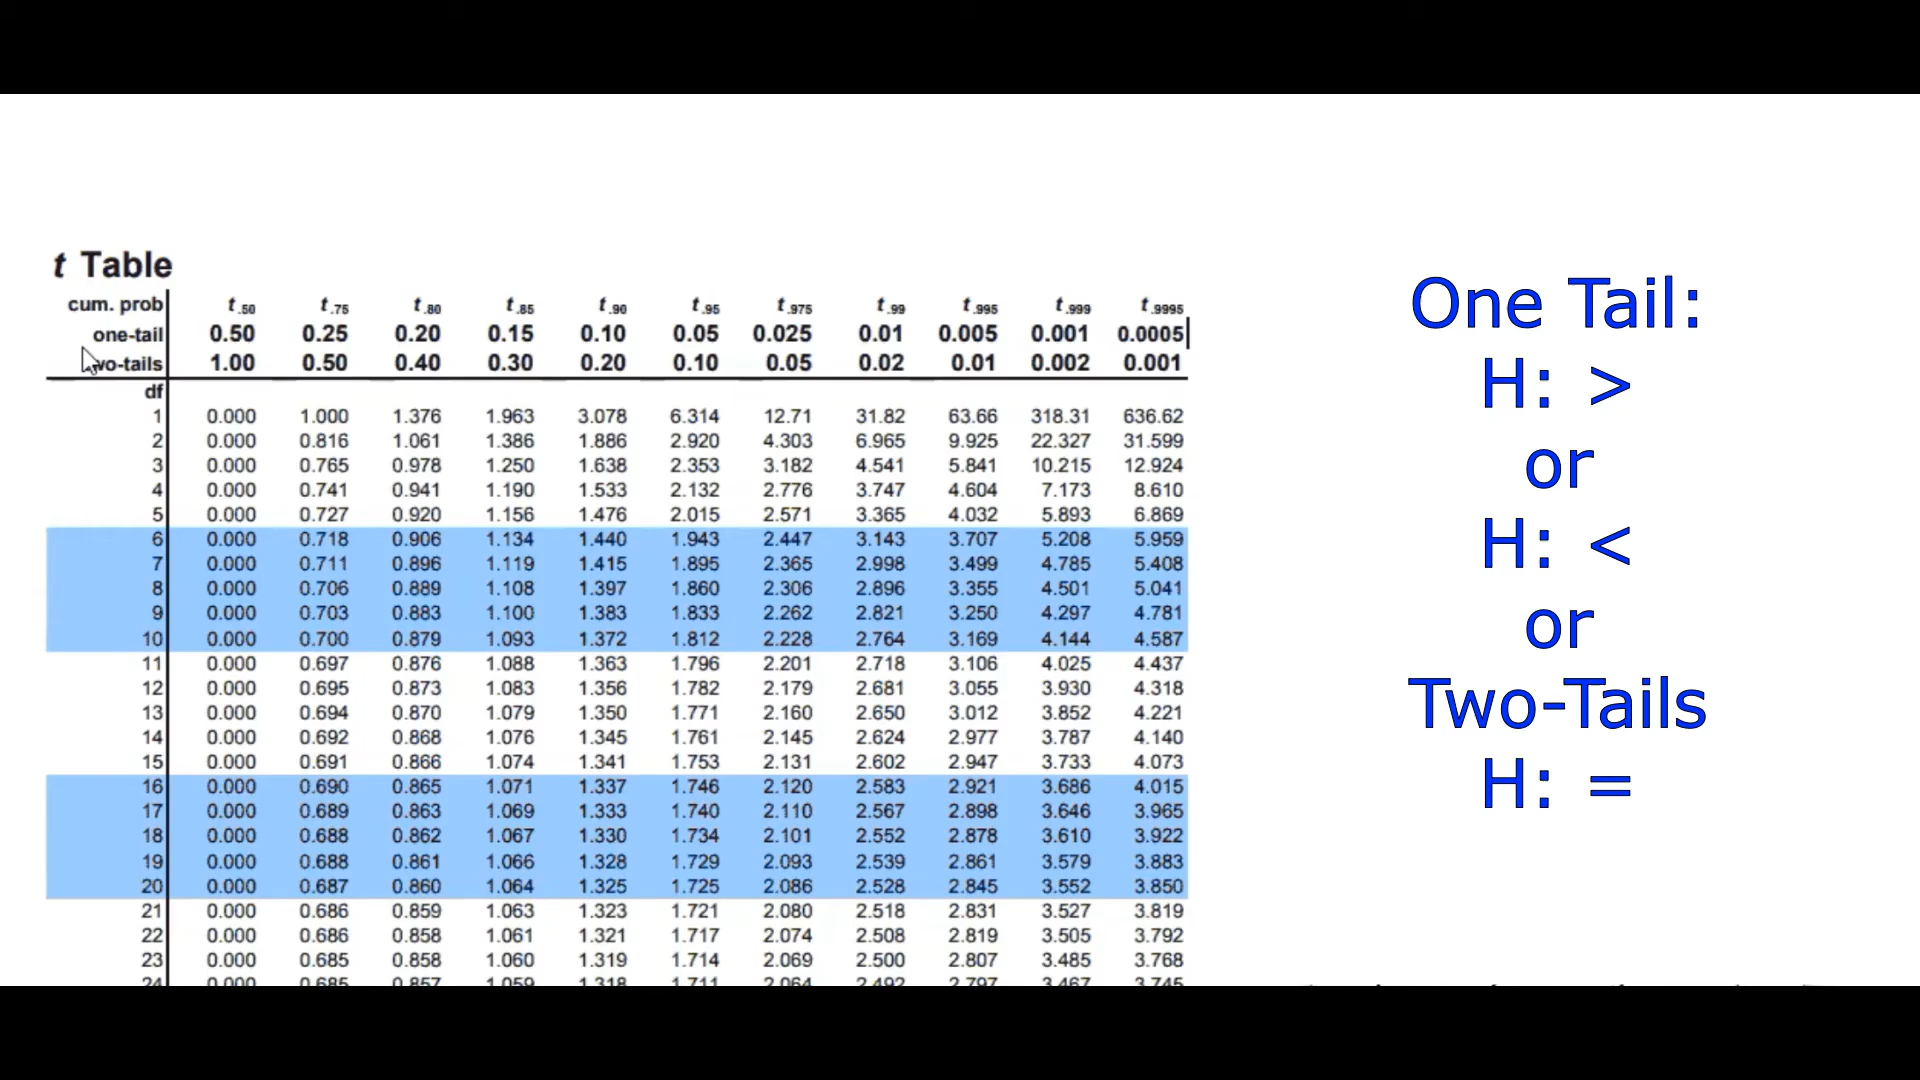 t Table
cum. prob t.50 t.75 t.80 t.85 t.90 t.95 t.975 t.99 t.995 t.999 t.9995
one-tail 0.50 0.25 0.20 0.15 0.10 0.05 0.025 0.01 0.005 0.001 0.0005
two-tails 1.00 0.50 0.40 0.30 0.20 0.10 0.05 0.02 0.01 0.002 0.001
df
1 0.000 1.000 1.376 1.963 3.078 6.314 12.71 31.82 63.66 318.31 636.62
2 0.000 0.816 1.061 1.386 1.886 2.920 4.303 6.965 9.925 22.327 31.599
3 0.000 0.765 0.978 1.250 1.638 2.353 3.182 4.541 5.841 10.215 12.924
4 0.000 0.741 0.941 1.190 1.533 2.132 2.776 3.747 4.604 7.173 8.610
5 0.000 0.727 0.920 1.156 1.476 2.015 2.571 3.365 4.032 5.893 6.869
6 0.000 0.718 0.906 1.134 1.440 1.943 2.447 3.143 3.707 5.208 5.959
7 0.000 0.711 0.896 1.119 1.415 1.895 2.365 2.998 3.499 4.785 5.408
8 0.000 0.706 0.889 1.108 1.397 1.860 2.306 2.896 3.355 4.501 5.041
9 0.000 0.703 0.883 1.100 1.383 1.833 2.262 2.821 3.250 4.297 4.781
10 0.000 0.700 0.879 1.093 1.372 1.812 2.228 2.764 3.169 4.144 4.587
11 0.000 0.697 0.876 1.088 1.363 1.796 2.201 2.718 3.106 4.025 4.437
12 0.000 0.695 0.873 1.083 1.356 1.782 2.179 2.681 3.055 3.930 4.318
13 0.000 0.694 0.870 1.079 1.350 1.771 2.160 2.650 3.012 3.852 4.221
14 0.000 0.692 0.868 1.076 1.345 1.761 2.145 2.624 2.977 3.787 4.140
15 0.000 0.691 0.866 1.074 1.341 1.753 2.131 2.602 2.947 3.733 4.073
16 0.000 0.690 0.865 1.071 1.337 1.746 2.120 2.583 2.921 3.686 4.015
17 0.000 0.689 0.863 1.069 1.333 1.740 2.110 2.567 2.898 3.646 3.965
18 0.000 0.688 0.862 1.067 1.330 1.734 2.101 2.552 2.878 3.610 3.922
19 0.000 0.688 0.861 1.066 1.328 1.729 2.093 2.539 2.861 3.579 3.883
20 0.000 0.687 0.860 1.064 1.325 1.725 2.086 2.528 2.845 3.552 3.850
21 0.000 0.686 0.859 1.063 1.323 1.721 2.080 2.518 2.831 3.527 3.819
22 0.000 0.686 0.858 1.061 1.321 1.717 2.074 2.508 2.819 3.505 3.792
23 0.000 0.685 0.858 1.060 1.319 1.714 2.069 2.500 2.807 3.485 3.768
24 0.000 0.685 0.857 1.059 1.318 1.711 2.064 2.492 2.797 3.467 3.745
One Tail:
H: >
or
H: <
or
Two-Tails
H: =